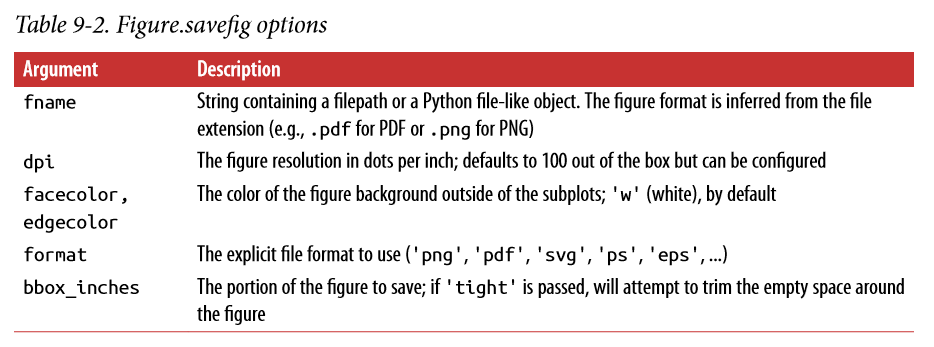 Table 9-2. Figure.savefig options
Argument Description
fname String containing a filepath or a Python file-like object. The figure format is inferred from the file
extension (e.g., .pdf for PDF or .png for PNG)
dpi The figure resolution in dots per inch; defaults to 100 out of the box but can be configured
facecolor, The color of the figure background outside of the subplots; 'w' (white), by default
edgecolor
format The explicit file format to use ('png', 'pdf', 'svg', 'ps', 'eps', ...)
bbox_inches The portion of the figure to save; if 'tight' is passed, will attempt to trim the empty space around
the figure